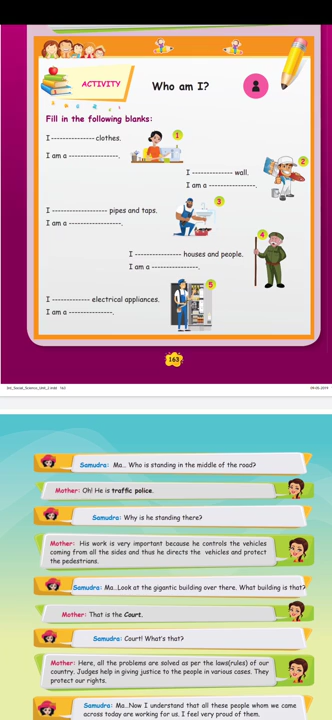 ACTIVITY
Who am I?
Fill in the following blanks:
I --------------- clothes.
1
I am a -----------------.
2
I -------------- wall.
I am a ----------------.
3
I ------------------- pipes and taps.
I am a -----------------.
4
I ---------------- houses and people.
I am a ----------------.
5
I ------------- electrical appliances.
I am a ---------------.
163
3rd_Social_Science_Unit_2.indd 163
09-05-2019
Samudra: Ma... Who is standing in the middle of the road?
Mother: Oh! He is traffic police.
Samudra: Why is he standing there?
Mother: His work is very important because he controls the vehicles
coming from all the sides and thus he directs the vehicles and protect
the pedestrians.
Samudra: Ma...Look at the gigantic building over there. What building is that?
Mother: That is the Court.
Samudra: Court! What's that?
Mother: Here, all the problems are solved as per the laws(rules) of our
country. Judges help in giving justice to the people in various cases. They
protect our rights.
Samudra: Ma...Now I understand that all these people whom we came
across today are working for us. I feel very proud of them.